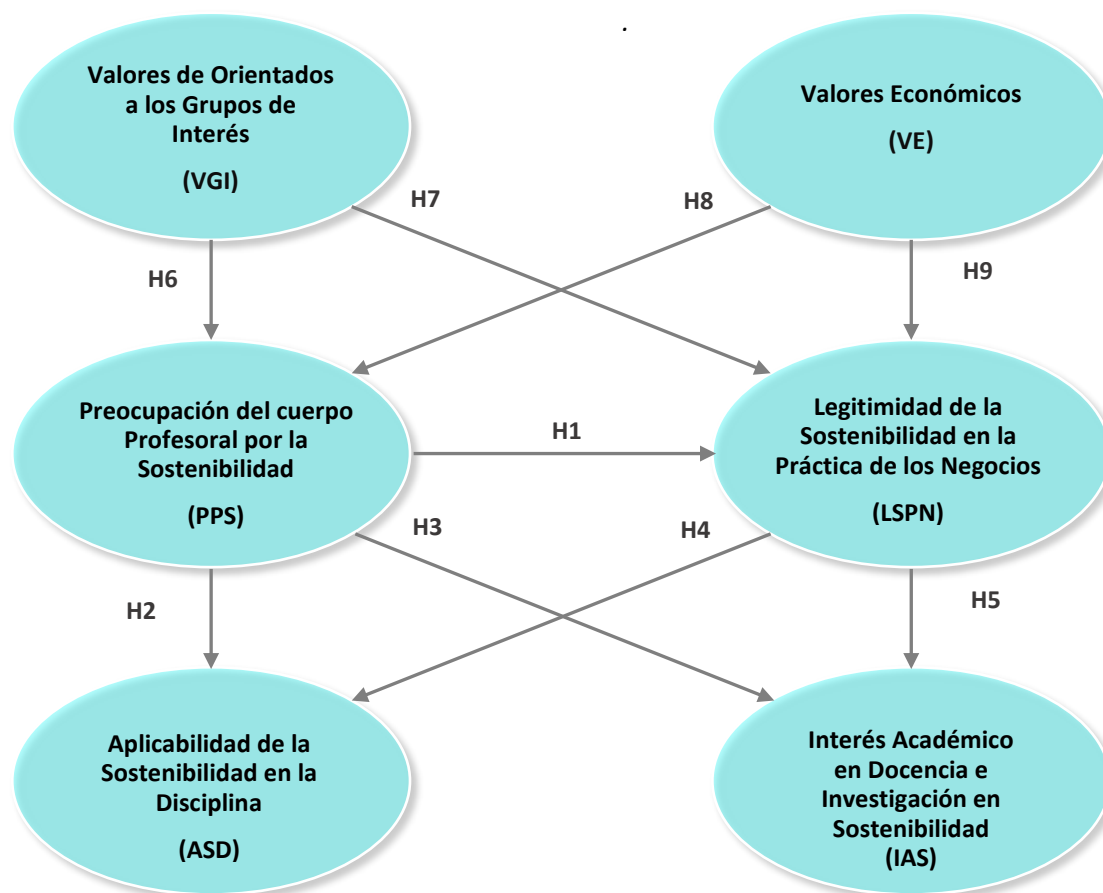 .
Valores de Orientados
a los Grupos de
Interés
(VGI)
Valores Económicos
(VE)
H7
H8
H6
H9
Preocupación del cuerpo
Profesoral por la
Sostenibilidad
(PPS)
H1
Legitimidad de la
Sostenibilidad en la
Práctica de los Negocios
(LSPN)
H3
H4
H2
H5
Aplicabilidad de la
Sostenibilidad en la
Disciplina
(ASD)
Interés Académico
en Docencia e
Investigación en
Sostenibilidad
(IAS)